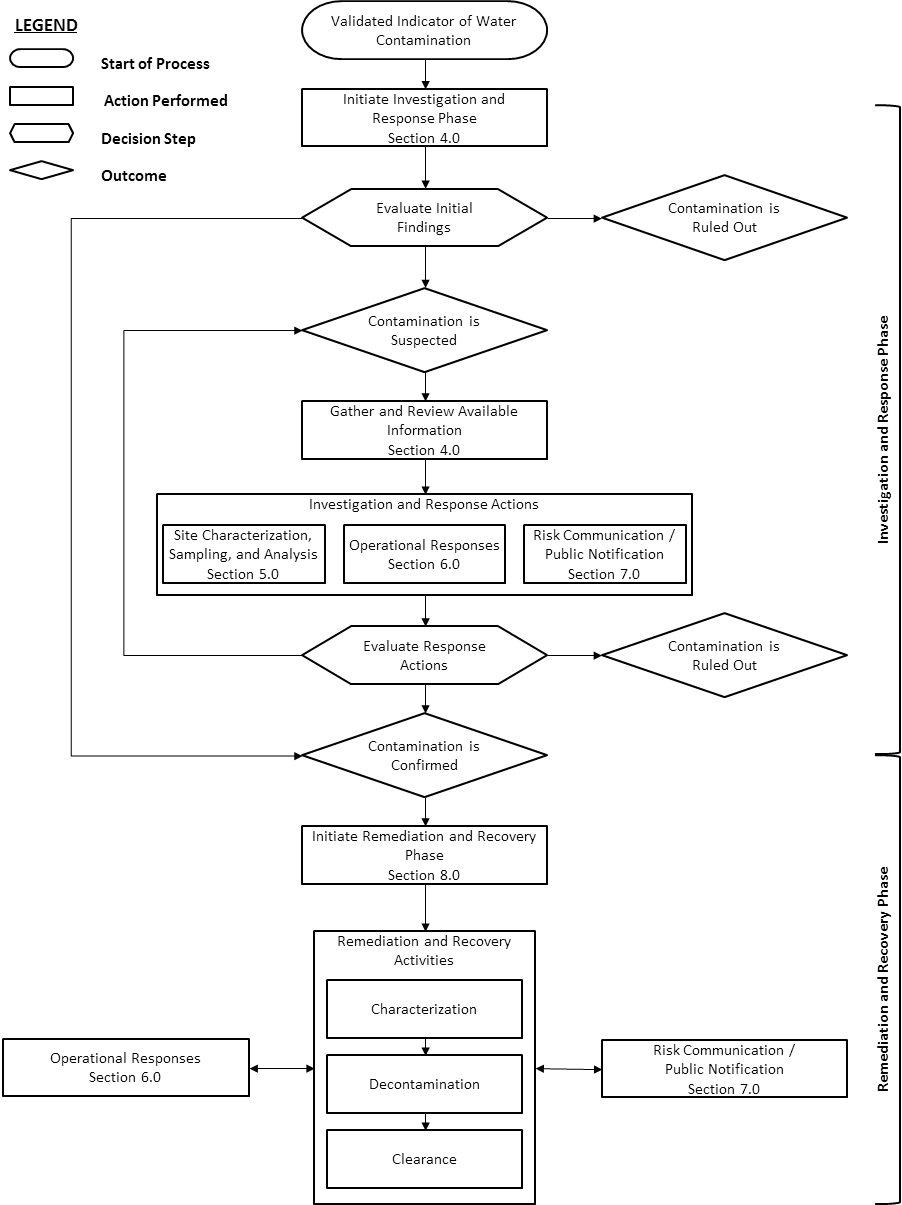 LEGEND
Start of Process
Action Performed
Decision Step
Outcome
Validated Indicator of Water
Contamination
Initiate Investigation and
Response Phase
Section 4.0
Evaluate Initial
Findings
Contamination is
Ruled Out
Contamination is
Suspected
Gather and Review Available
Information
Section 4.0
Investigation and Response Actions
Site Characterization,
Sampling, and Analysis
Section 5.0
Operational Responses
Section 6.0
Risk Communication /
Public Notification
Section 7.0
Evaluate Response
Actions
Contamination is
Ruled Out
Contamination is
Confirmed
Investigation and Response Phase
Initiate Remediation and Recovery
Phase
Section 8.0
Remediation and Recovery
Activities
Characterization
Decontamination
Clearance
Operational Responses
Section 6.0
Risk Communication /
Public Notification
Section 7.0
Remediation and Recovery Phase